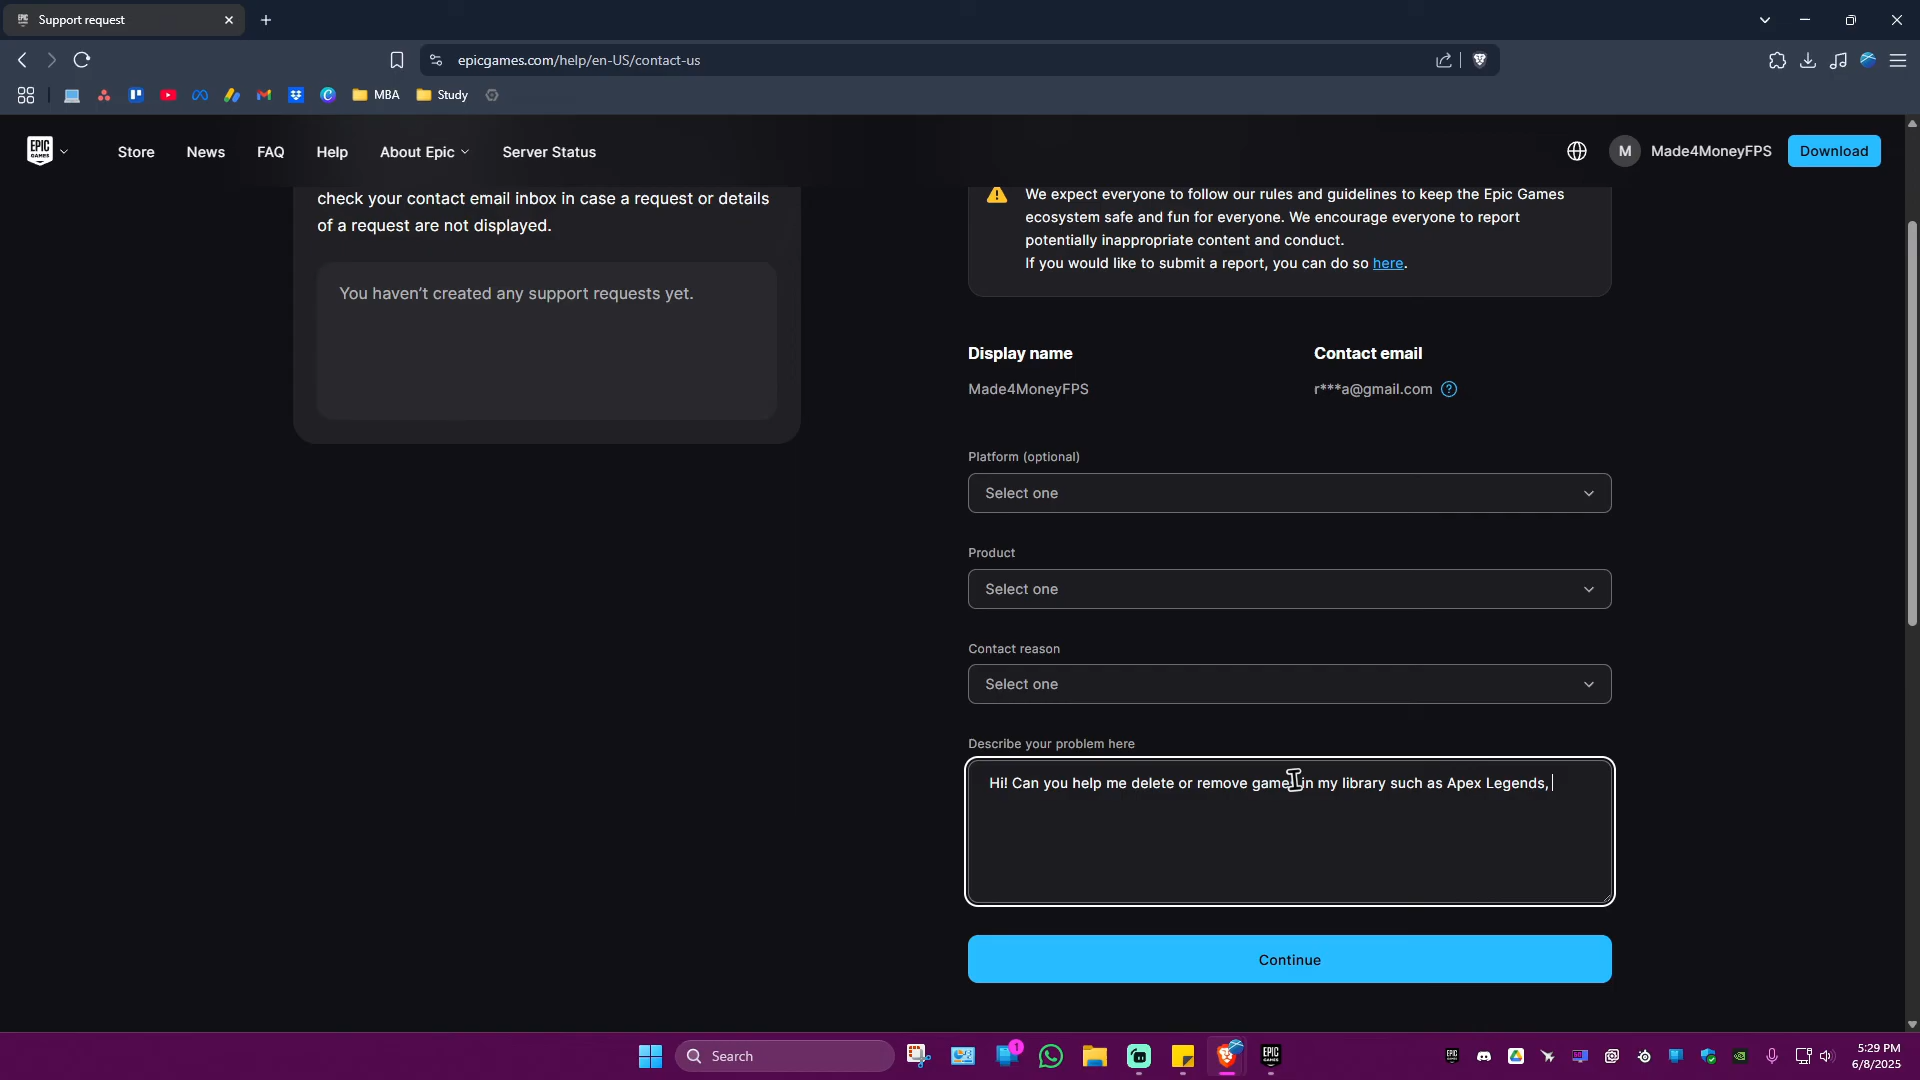 Support request
epicgames.com/help/en-US/contact-us
MBA
Study
EPIC GAMES
Store
News
FAQ
Help
About Epic
Server Status
M
Made4MoneyFPS
Download
check your contact email inbox in case a request or details
of a request are not displayed.
You haven't created any support requests yet.
We expect everyone to follow our rules and guidelines to keep the Epic Games
ecosystem safe and fun for everyone. We encourage everyone to report
potentially inappropriate content and conduct.
If you would like to submit a report, you can do so here.
Display name
Contact email
Made4MoneyFPS
r***a@gmail.com
Platform (optional)
Select one
Product
Select one
Contact reason
Select one
Describe your problem here
Hi! Can you help me delete or remove games in my library such as Apex Legends,
Continue
Search
1
5:29 PM
6/8/2025